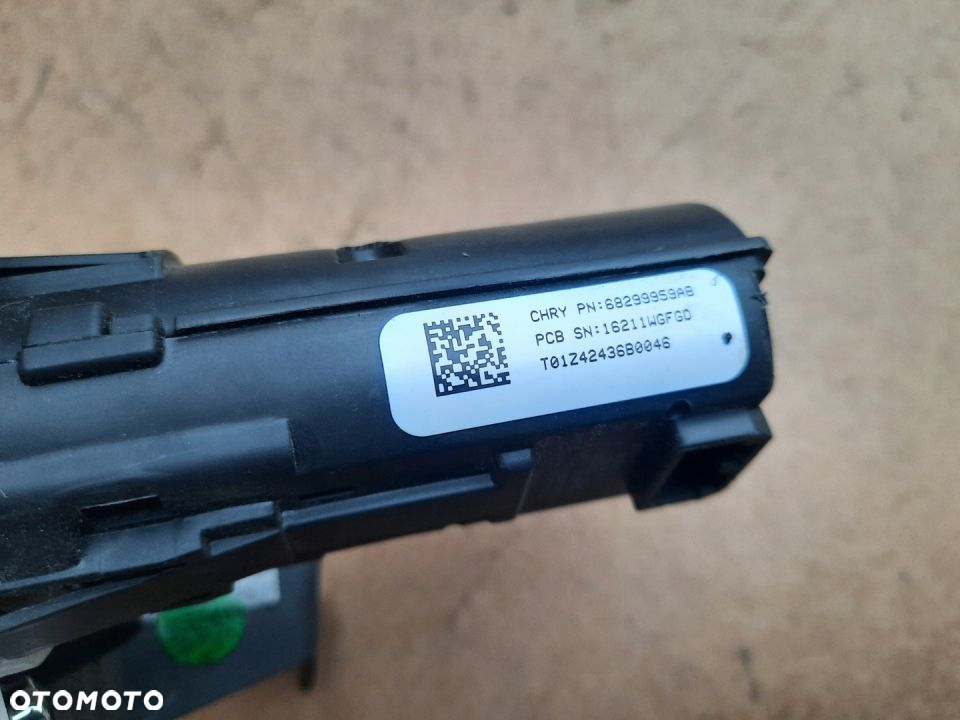 CHRY PN:68299959AB
PCB SN:16211WGFGD
T01Z42436B0046
OTOMOTO